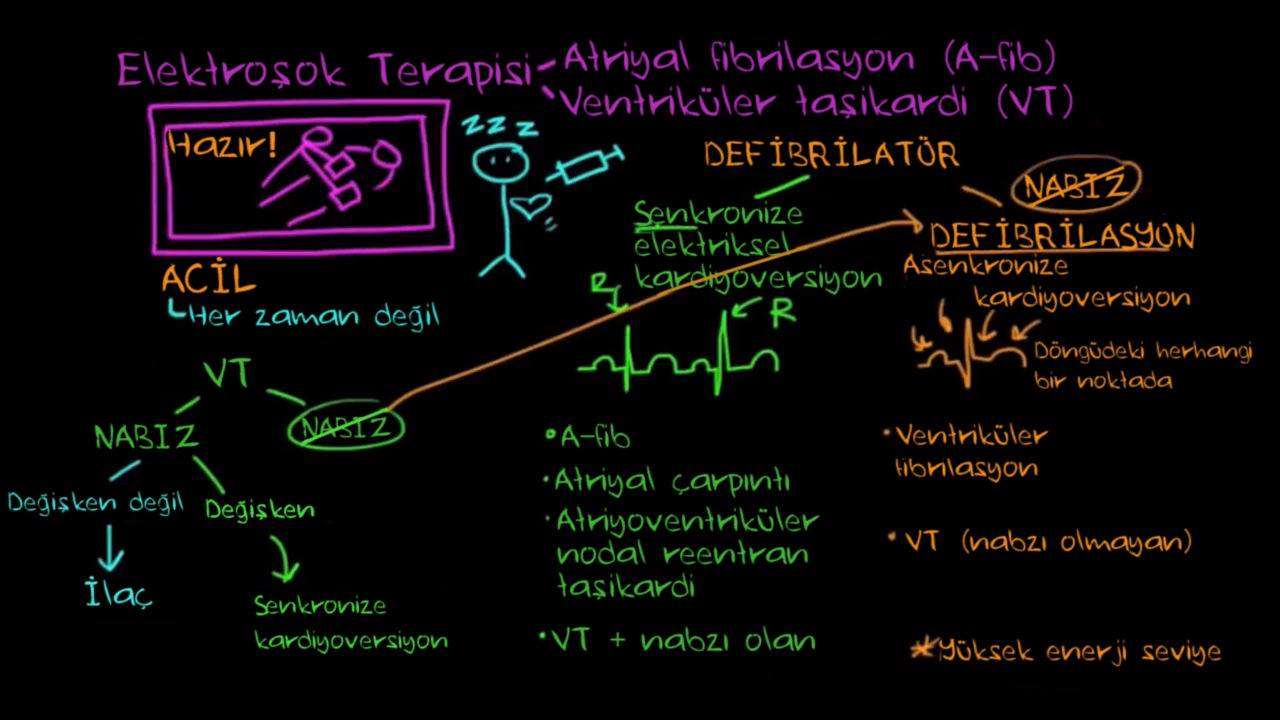 Elektroşok Terapisi
Atriyal fibrilasyon (A-fib)
Ventriküler taşikardi (VT)
Hazır!
zzz
ACİL
Her zaman değil
DEFİBRİLATÖR
Senkronize
elektriksel
kardiyoversiyon
R
R
NABIZ
DEFİBRİLASYON
Asenkronize
kardiyoversiyon
Döngüdeki herhangi
bir noktada
VT
NABIZ
NABIZ
Değişken değil
Değişken
İlaç
Senkronize
kardiyoversiyon
• A-fib
• Atriyal çarpıntı
• Atriyoventriküler
nodal reentran
taşikardi
• VT + nabzı olan
• Ventriküler
fibrilasyon
• VT (nabzı olmayan)
* Yüksek enerji seviye